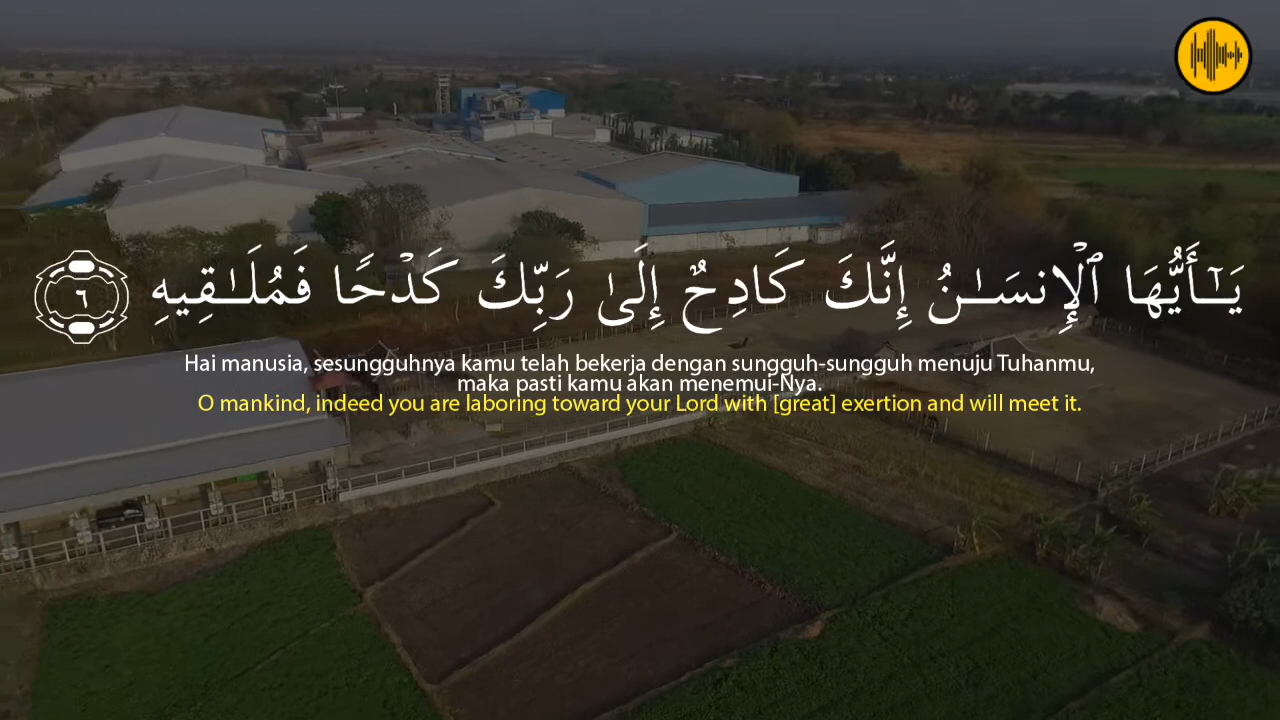 يَـٰٓأَيُّهَا ٱلْإِنسَـٰنُ إِنَّكَ كَادِحٌ إِلَىٰ رَبِّكَ كَدْحًا فَمُلَـٰقِيهِ ٦
Hai manusia, sesungguhnya kamu telah bekerja dengan sungguh-sungguh menuju Tuhanmu,
maka pasti kamu akan menemui-Nya.
O mankind, indeed you are laboring toward your Lord with [great] exertion and will meet it.